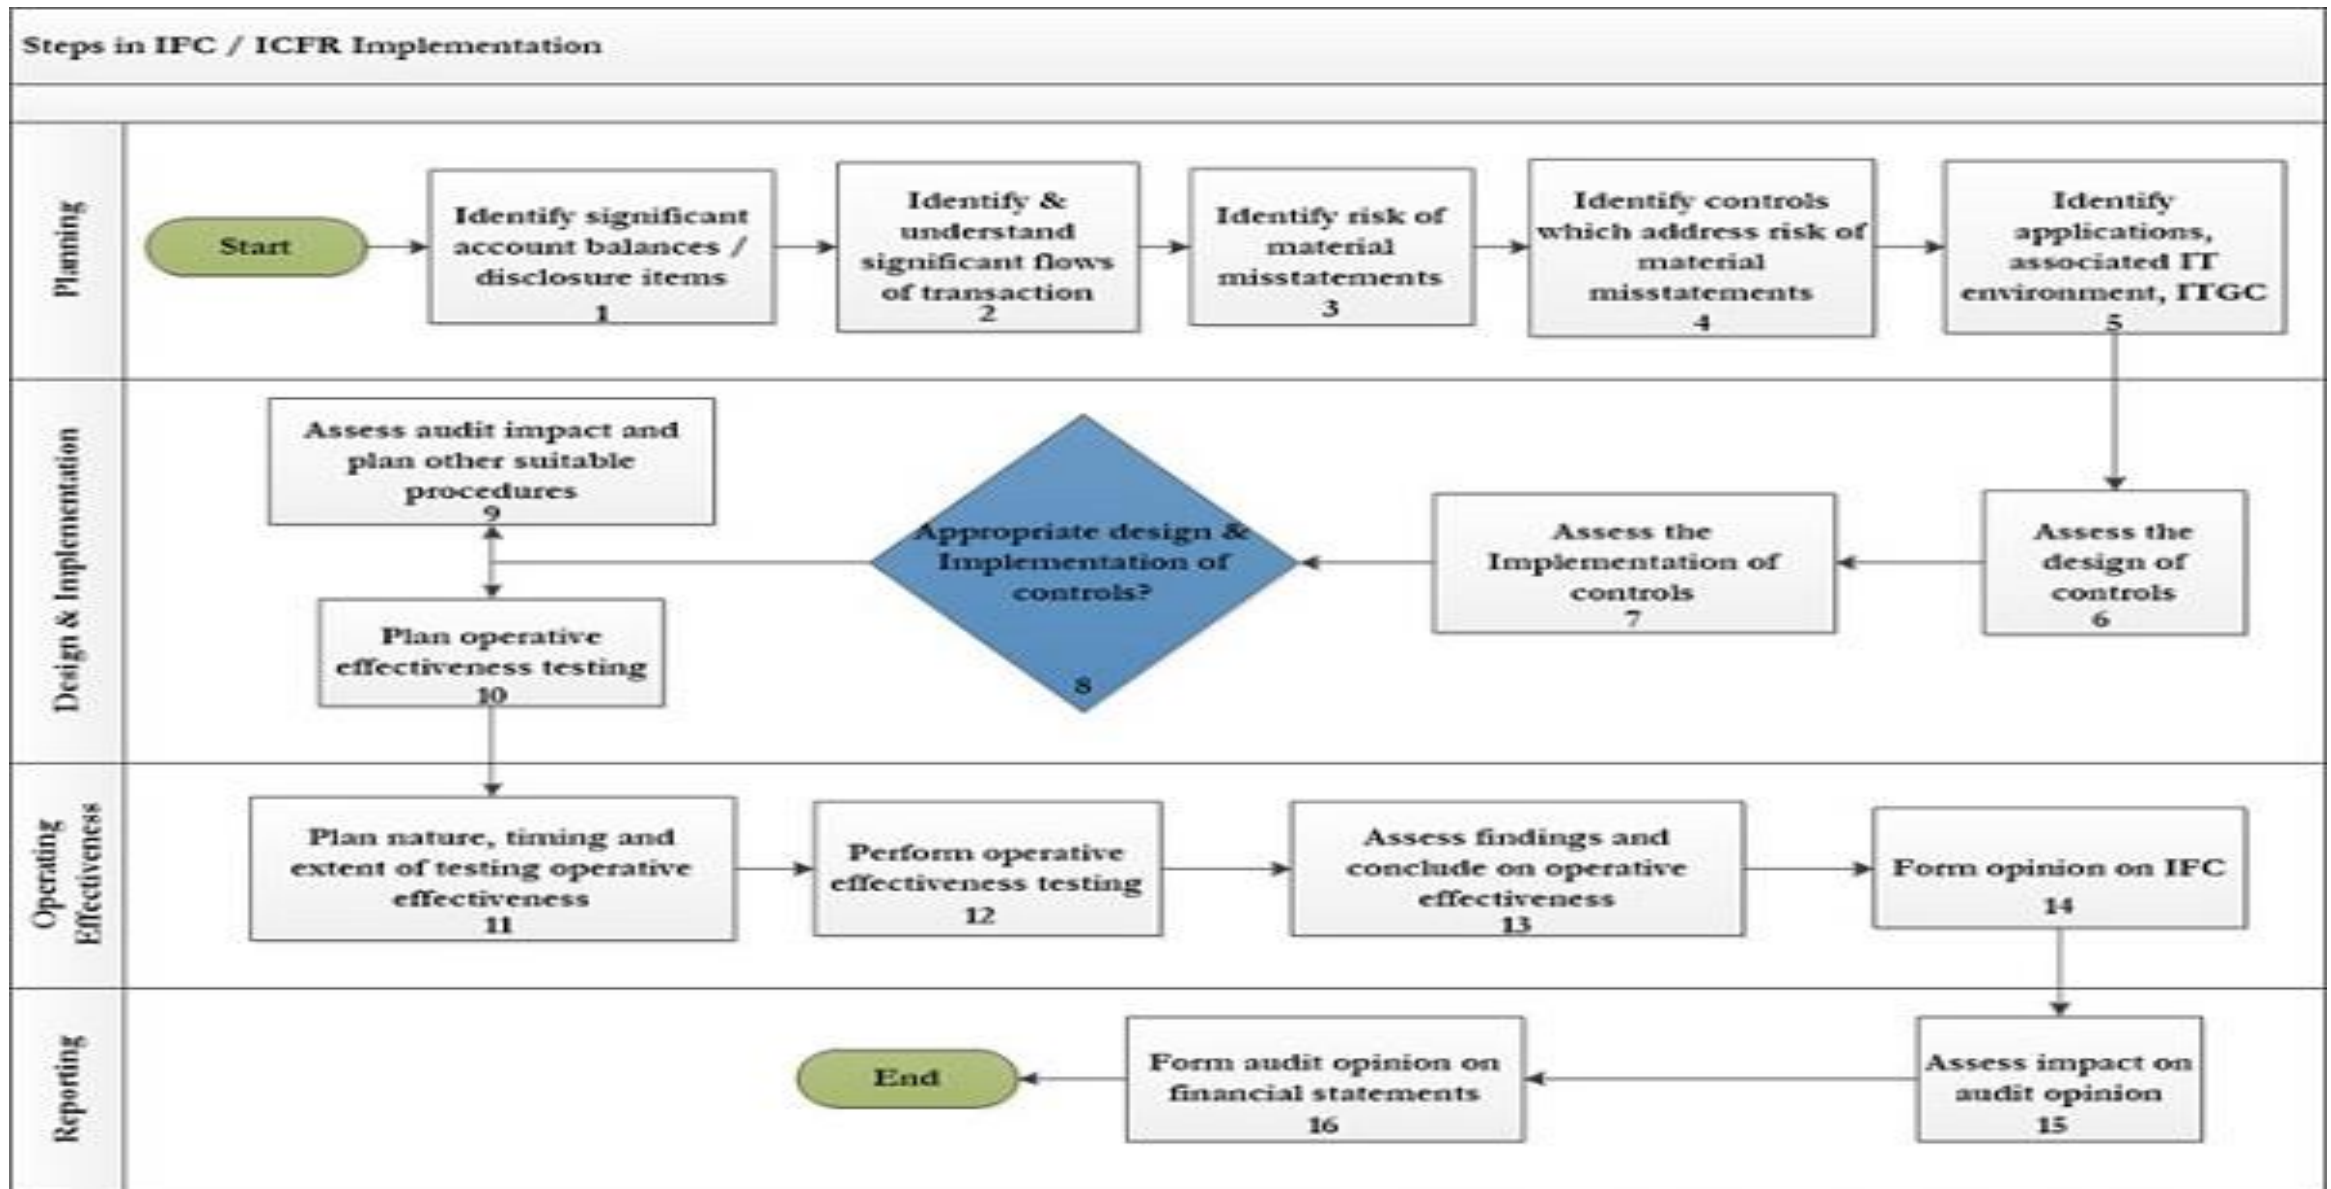 Steps in IFC / ICFR Implementation
Planning
Start
Identify significant
account balances /
disclosure items
1
Identify &
understand
significant flows
of transaction
2
Identify risk of
material
misstatements
3
Identify controls
which address risk of
material
misstatements
4
Identify
applications,
associated IT
environment, ITGC
5
Design & Implementation
Assess the
design of
controls
6
Assess the
Implementation of
controls
7
Appropriate design &
Implementation of
controls?
8
Assess audit impact and
plan other suitable
procedures
9
Plan operative
effectiveness testing
10
Operating
Effectiveness
Plan nature, timing and
extent of testing operative
effectiveness
11
Perform operative
effectiveness testing
12
Assess findings and
conclude on operative
effectiveness
13
Form opinion on IFC
14
Reporting
Assess impact on
audit opinion
15
Form audit opinion on
financial statements
16
End